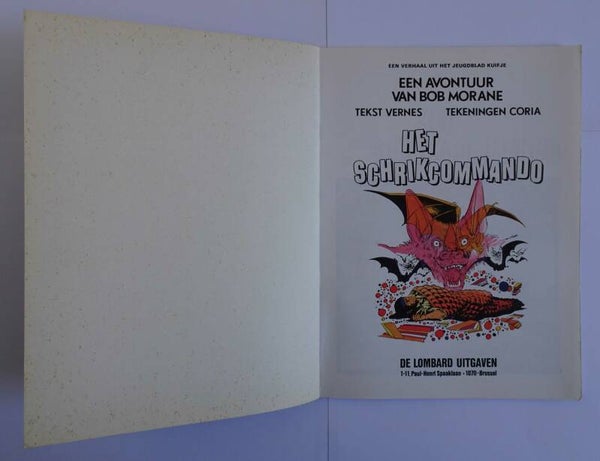 EEN VERHAAL UIT HET JEUGDBLAD KUIFJE
EEN AVONTUUR
VAN BOB MORANE
TEKST VERNES TEKENINGEN CORIA
HET
SCHRIKCOMMANDO
DE LOMBARD UITGAVEN
1-11, Paul-Henri Spaaklaan - 1070 - Brussel